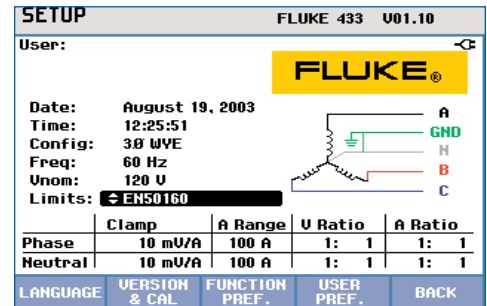 SETUP FLUKE 433 V01.10
User:
FLUKE®
Date: August 19, 2003
Time: 12:25:51
Config: 3Ø WYE
Freq: 60 Hz
Vnom: 120 V
Limits: EN50160
A
GND
N
B
C
Clamp A Range V Ratio A Ratio
Phase 10 mV/A 100 A 1: 1 1: 1
Neutral 10 mV/A 100 A 1: 1 1: 1
LANGUAGE VERSION & CAL FUNCTION PREF. USER PREF. BACK